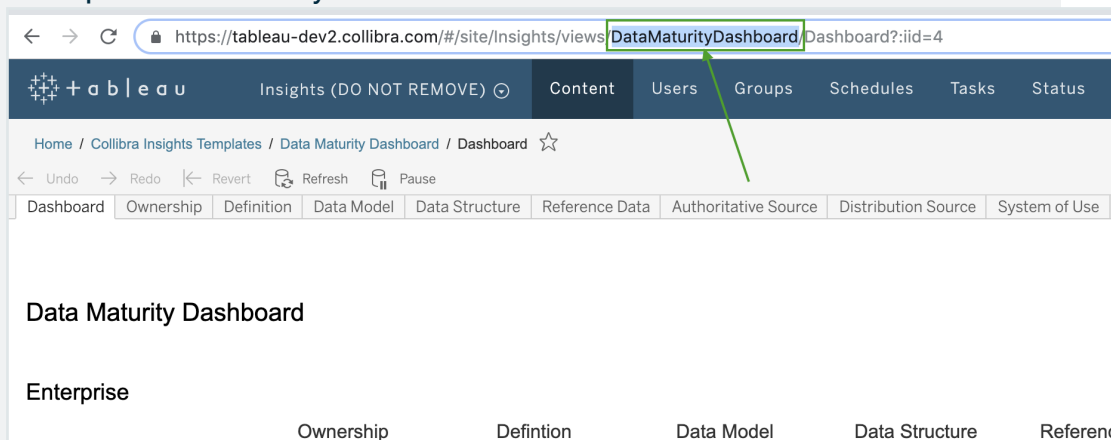 https://tableau-dev2.collibra.com/#/site/Insights/views/DataMaturityDashboard/Dashboard?:iid=4
+ableau Insights (DO NOT REMOVE) Content Users Groups Schedules Tasks Status
Home / Collibra Insights Templates / Data Maturity Dashboard / Dashboard
Undo Redo Revert Refresh Pause
Dashboard Ownership Definition Data Model Data Structure Reference Data Authoritative Source Distribution Source System of Use
Data Maturity Dashboard
Enterprise
Ownership Defintion Data Model Data Structure